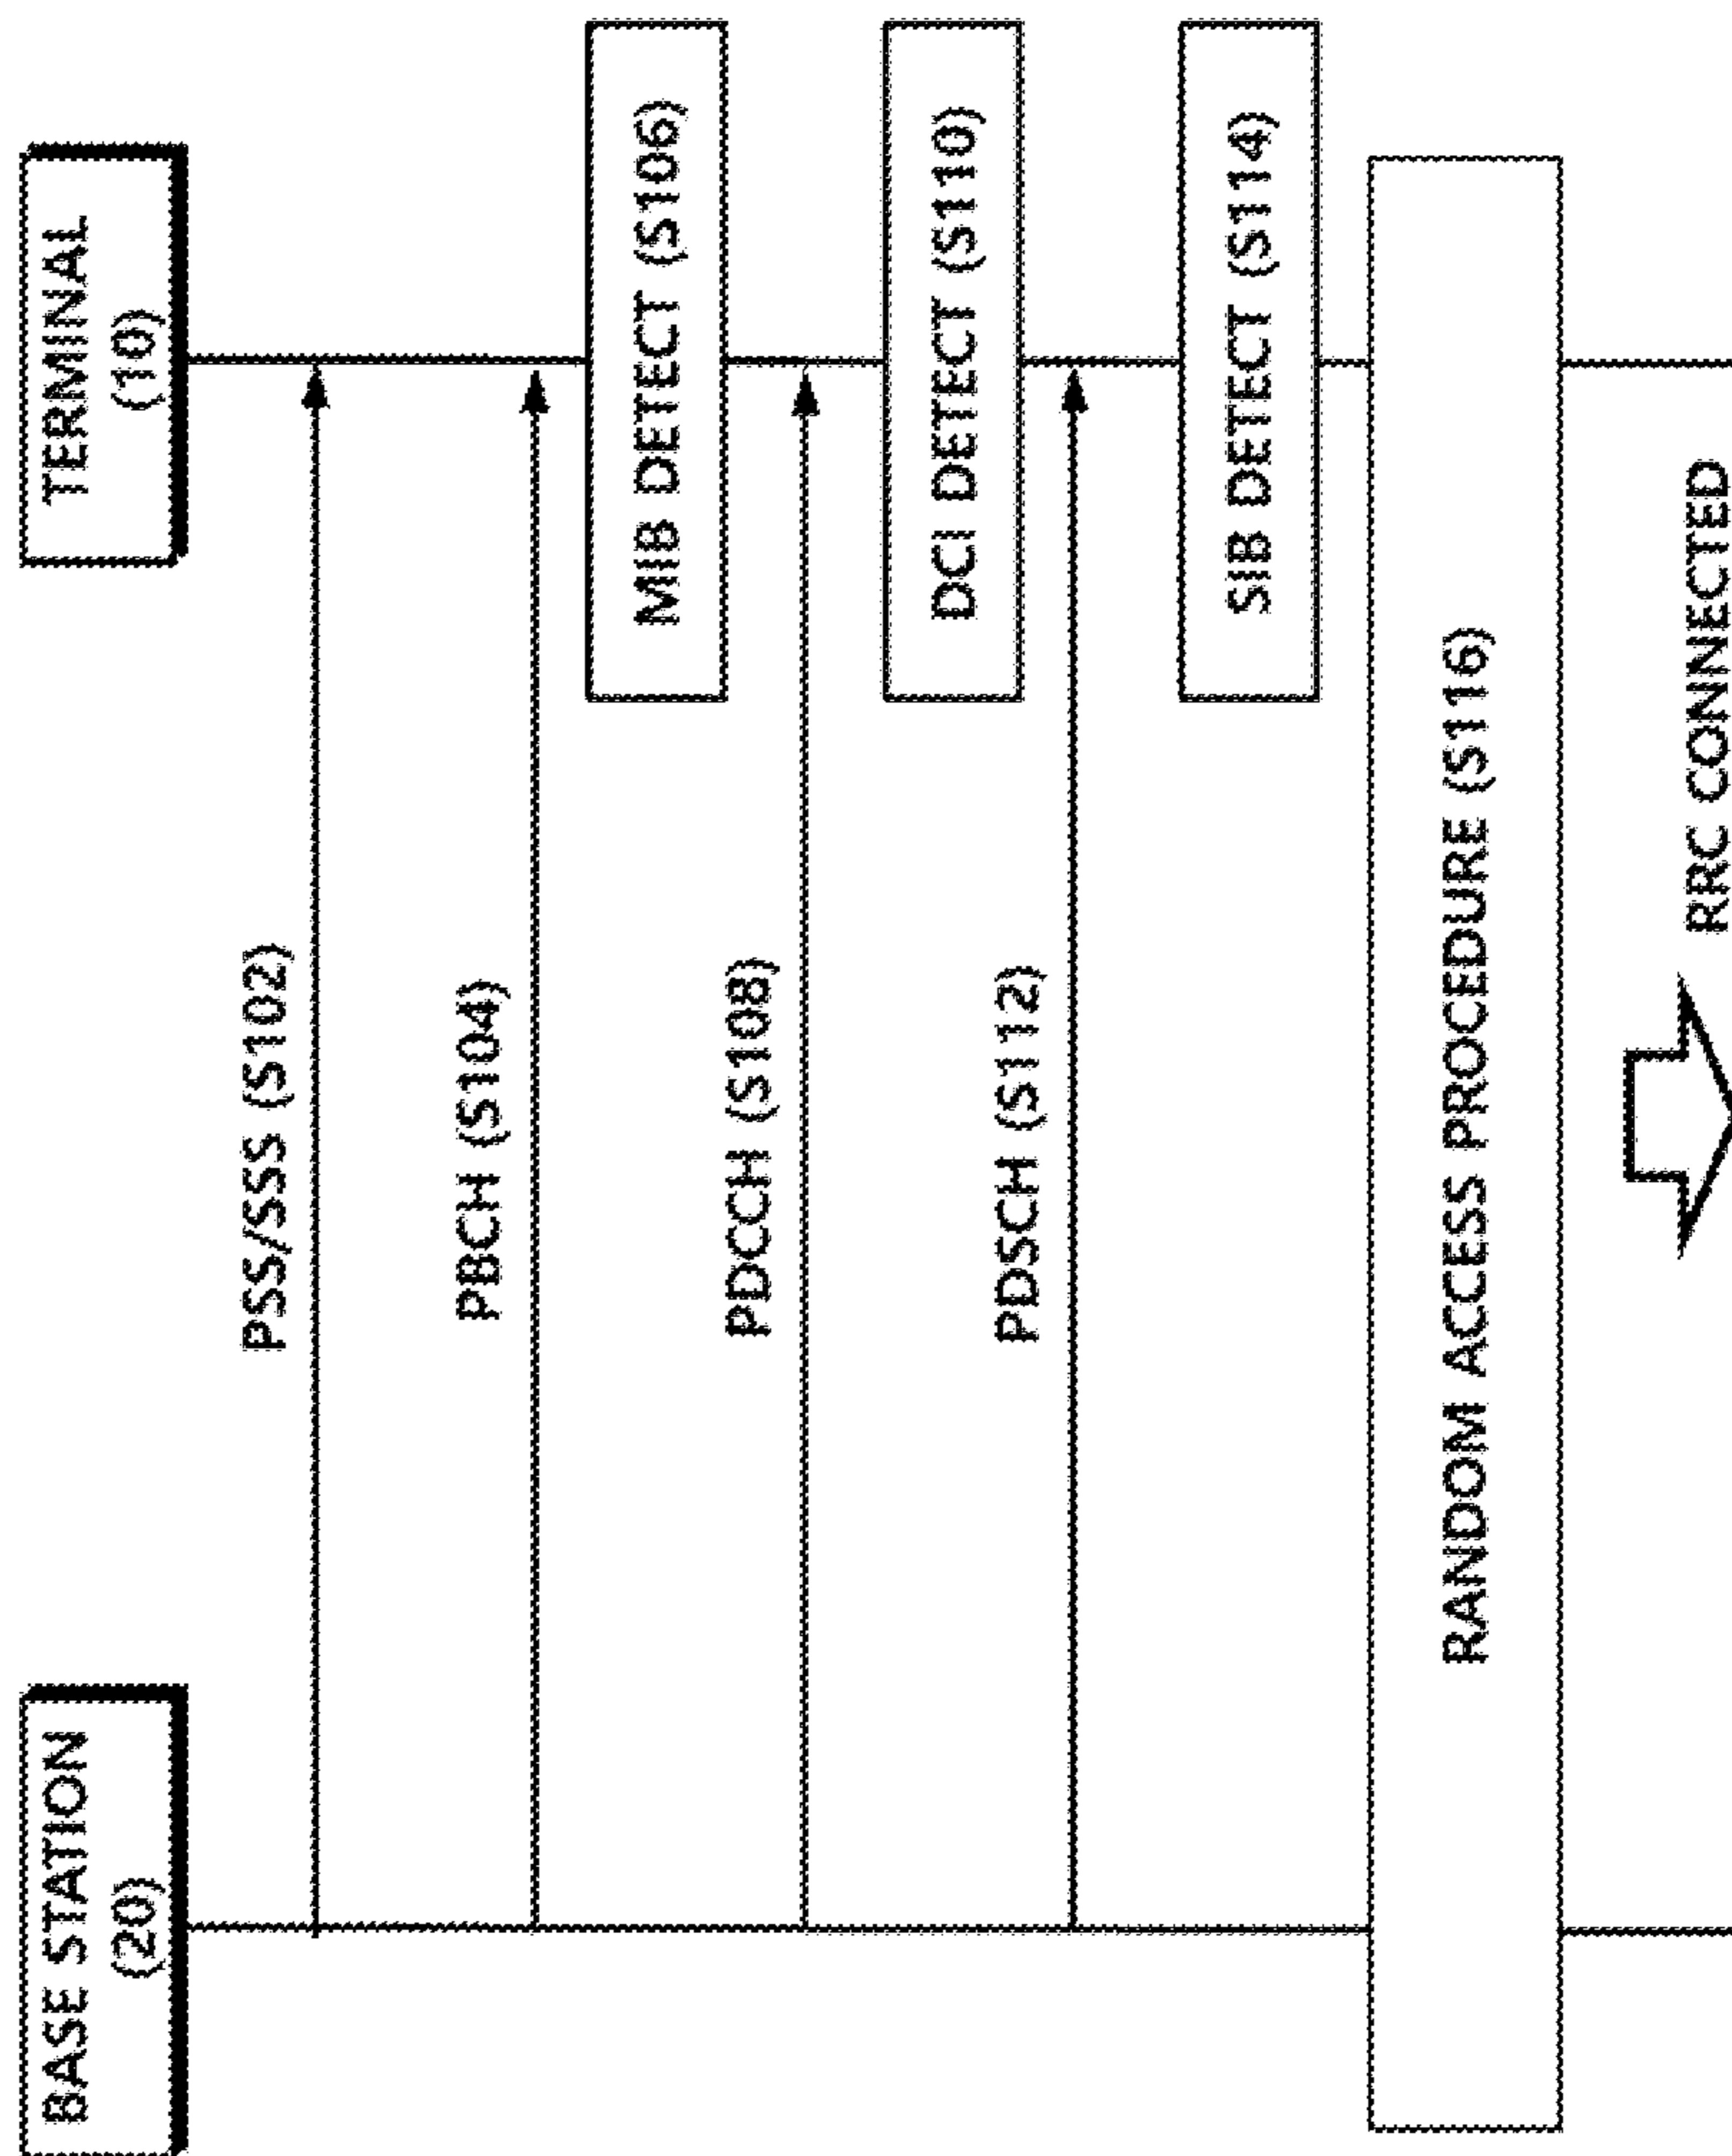 BASE STATION
(20)
TERMINAL
(10)
PSS/SSS (S102)
PBCH (S104)
MIB DETECT (S106)
PDCCH (S108)
DCI DETECT (S110)
PDSCH (S112)
SIB DETECT (S114)
RANDOM ACCESS PROCEDURE (S116)
RRC CONNECTED